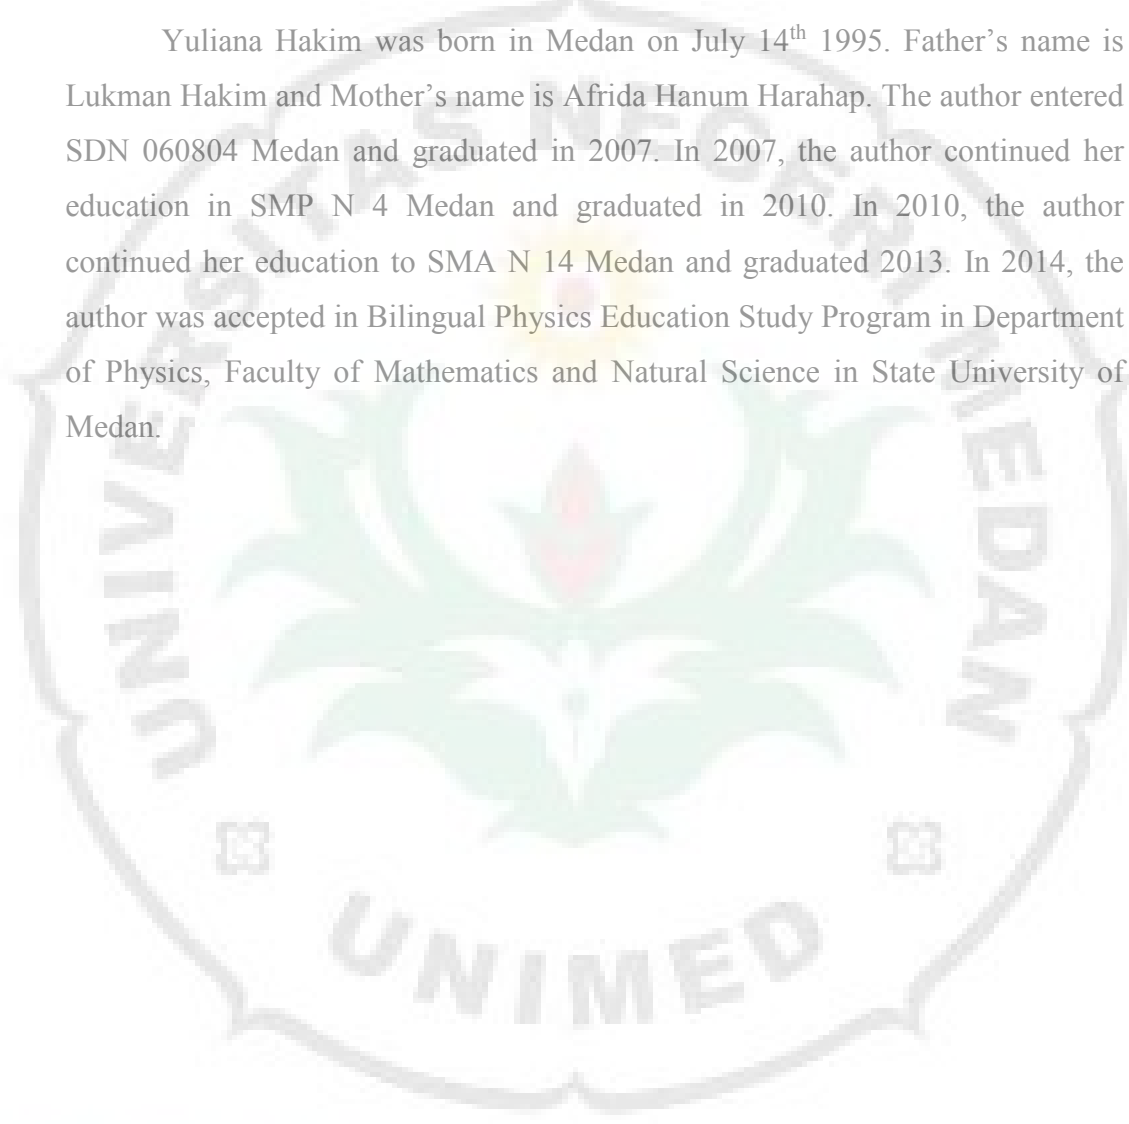 Yuliana Hakim was born in Medan on July 14th 1995. Father’s name is
Lukman Hakim and Mother’s name is Afrida Hanum Harahap. The author entered
SDN 060804 Medan and graduated in 2007. In 2007, the author continued her
education in SMP N 4 Medan and graduated in 2010. In 2010, the author
continued her education to SMA N 14 Medan and graduated 2013. In 2014, the
author was accepted in Bilingual Physics Education Study Program in Department
of Physics, Faculty of Mathematics and Natural Science in State University of
Medan.
UNIVERSITAS NEGERI MEDAN
UNIMED